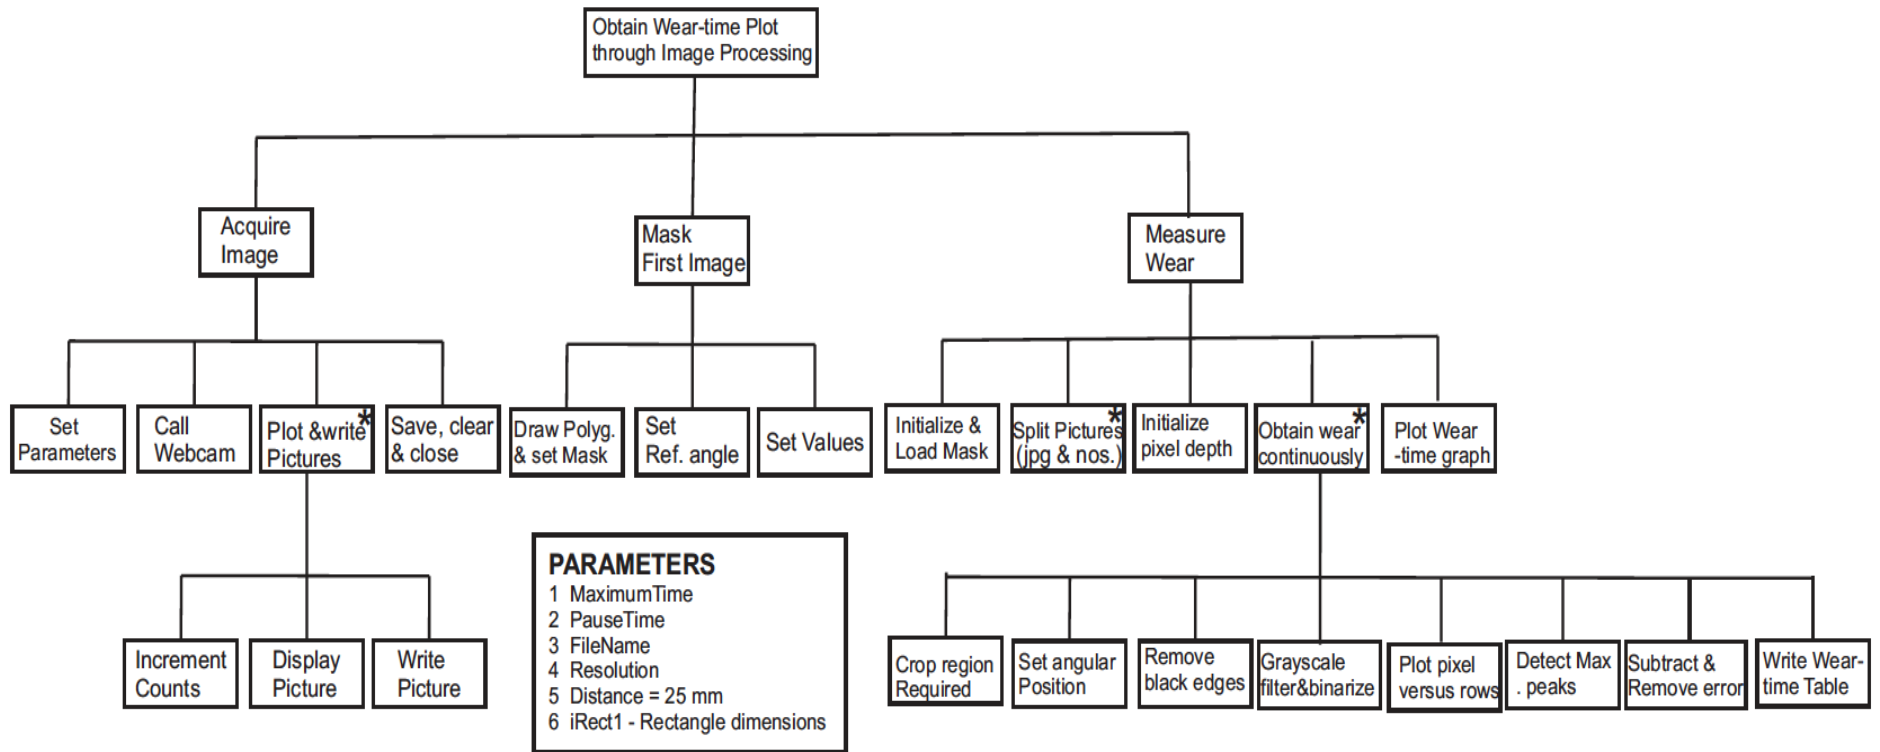 Obtain Wear-time Plot
through Image Processing
Acquire
Image
Mask
First Image
Measure
Wear
Set
Parameters
Call
Webcam
Plot &write*
Pictures
Save, clear
& close
Draw Polyg.
& set Mask
Set
Ref. angle
Set Values
Initialize &
Load Mask
Split Pictures*
(jpg & nos.)
Initialize
pixel depth
Obtain wear*
continuously
Plot Wear
-time graph
Increment
Counts
Display
Picture
Write
Picture
PARAMETERS
1 MaximumTime
2 PauseTime
3 FileName
4 Resolution
5 Distance = 25 mm
6 iRect1 - Rectangle dimensions
Crop region
Required
Set angular
Position
Remove
black edges
Grayscale
filter&binarize
Plot pixel
versus rows
Detect Max
. peaks
Subtract &
Remove error
Write Wear-
time Table